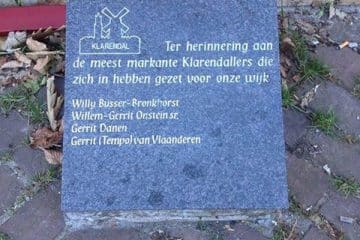 KLARENDAL
Ter herinnering aan
de meest markante Klarendallers die
zich in hebben gezet voor onze wijk
Willy Busser-Bronkhorst
Willem-Gerrit Onstein sr.
Gerrit Danen
Gerrit (Tempo) van Vlaanderen